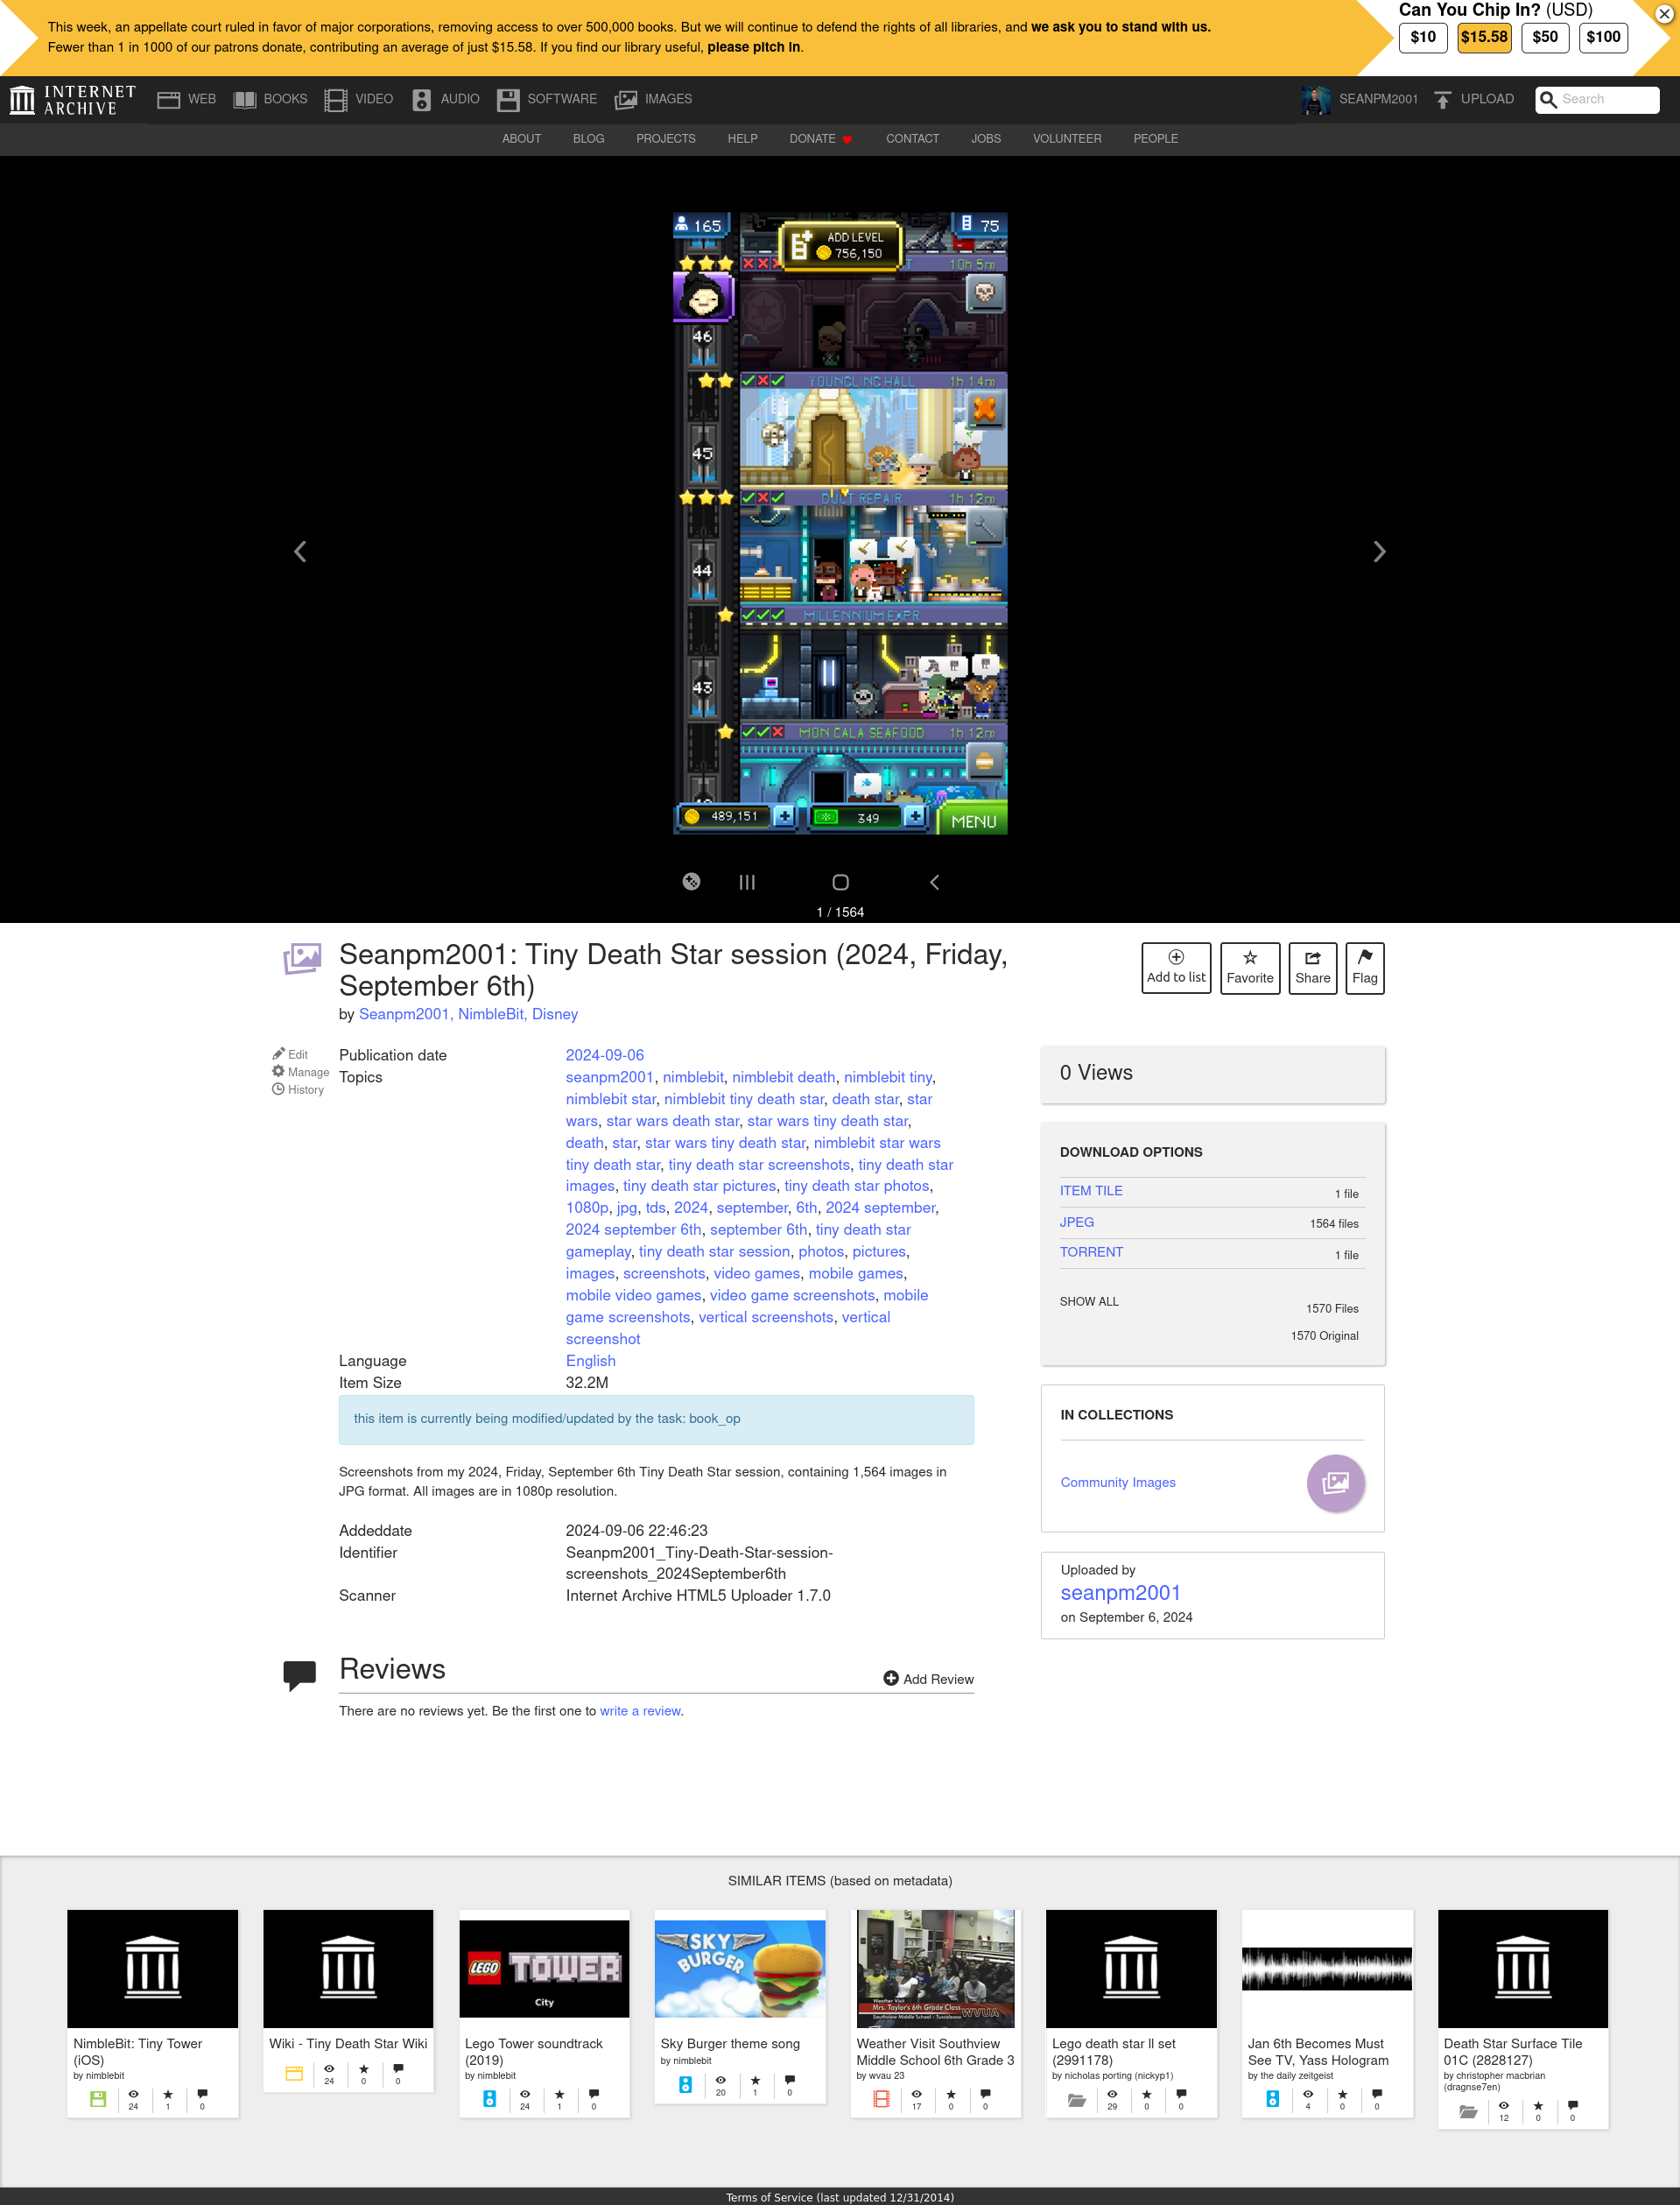 This week, an appellate court ruled in favor of major corporations, removing access to over 500,000 books. But we will continue to defend the rights of all libraries, and we ask you to stand with us.
Fewer than 1 in 1000 of our patrons donate, contributing an average of just $15.58. If you find our library useful, please pitch in.
Can You Chip In? (USD)
$10 $15.58 $50 $100
INTERNET ARCHIVE
WEB BOOKS VIDEO AUDIO SOFTWARE IMAGES
SEANPM2001 UPLOAD Search
ABOUT BLOG PROJECTS HELP DONATE CONTACT JOBS VOLUNTEER PEOPLE
165
ADD LEVEL
756,150
75
10h 5m
46
YOUNGLING HALL 1h 14m
45
DUCT REPAIR 1h 12m
44
MILLENNIUM EXPR
43
MON CALA SEAFOOD 1h 12m
489,151
349
MENU
1 / 1564
Seanpm2001: Tiny Death Star session (2024, Friday,
September 6th)
by Seanpm2001, NimbleBit, Disney
Add to list
Favorite
Share
Flag
Edit
Manage
History
Publication date 2024-09-06
Topics seanpm2001, nimblebit, nimblebit death, nimblebit tiny,
nimblebit star, nimblebit tiny death star, death star, star
wars, star wars death star, star wars tiny death star,
death, star, star wars tiny death star, nimblebit star wars
tiny death star, tiny death star screenshots, tiny death star
images, tiny death star pictures, tiny death star photos,
1080p, jpg, tds, 2024, september, 6th, 2024 september,
2024 september 6th, september 6th, tiny death star
gameplay, tiny death star session, photos, pictures,
images, screenshots, video games, mobile games,
mobile video games, video game screenshots, mobile
game screenshots, vertical screenshots, vertical
screenshot
Language English
Item Size 32.2M
this item is currently being modified/updated by the task: book_op
Screenshots from my 2024, Friday, September 6th Tiny Death Star session, containing 1,564 images in
JPG format. All images are in 1080p resolution.
Addeddate 2024-09-06 22:46:23
Identifier Seanpm2001_Tiny-Death-Star-session-
screenshots_2024September6th
Scanner Internet Archive HTML5 Uploader 1.7.0
0 Views
DOWNLOAD OPTIONS
ITEM TILE 1 file
JPEG 1564 files
TORRENT 1 file
SHOW ALL 1570 Files
1570 Original
IN COLLECTIONS
Community Images
Uploaded by
seanpm2001
on September 6, 2024
Reviews
Add Review
There are no reviews yet. Be the first one to write a review.
SIMILAR ITEMS (based on metadata)
NimbleBit: Tiny Tower
(iOS)
by nimblebit
24 1 0
Wiki - Tiny Death Star Wiki
24 0 0
LEGO TOWER
City
Lego Tower soundtrack
(2019)
by nimblebit
24 1 0
SKY
BURGER
Sky Burger theme song
by nimblebit
20 1 0
Weather Visit
Mrs. Taylor's 6th Grade Class
Southview Middle School - Tuscaloosa
WVUA
Weather Visit Southview
Middle School 6th Grade 3
by wvau 23
17 0 0
Lego death star ll set
(2991178)
by nicholas porting (nickyp1)
29 0 0
Jan 6th Becomes Must
See TV, Yass Hologram
by the daily zeitgeist
4 0 0
Death Star Surface Tile
01C (2828127)
by christopher macbrian
(dragnse7en)
12 0 0
Terms of Service (last updated 12/31/2014)